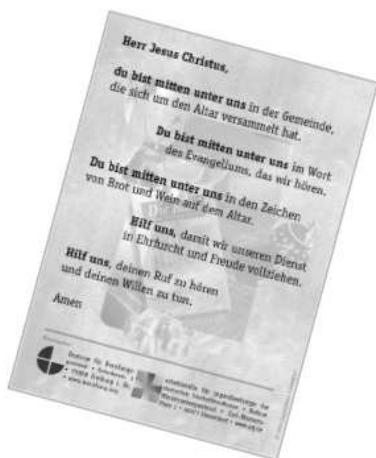 Herr Jesus Christus,
du bist mitten unter uns in der Gemeinde,
die sich um den Altar versammelt hat.
Du bist mitten unter uns im Wort
des Evangeliums, das wir hören.
Du bist mitten unter uns in den Zeichen
von Brot und Wein auf dem Altar.
Hilf uns, damit wir unseren Dienst
in Ehrfurcht und Freude vollziehen.
Hilf uns, deinen Ruf zu hören
und deinen Willen zu tun.
Amen